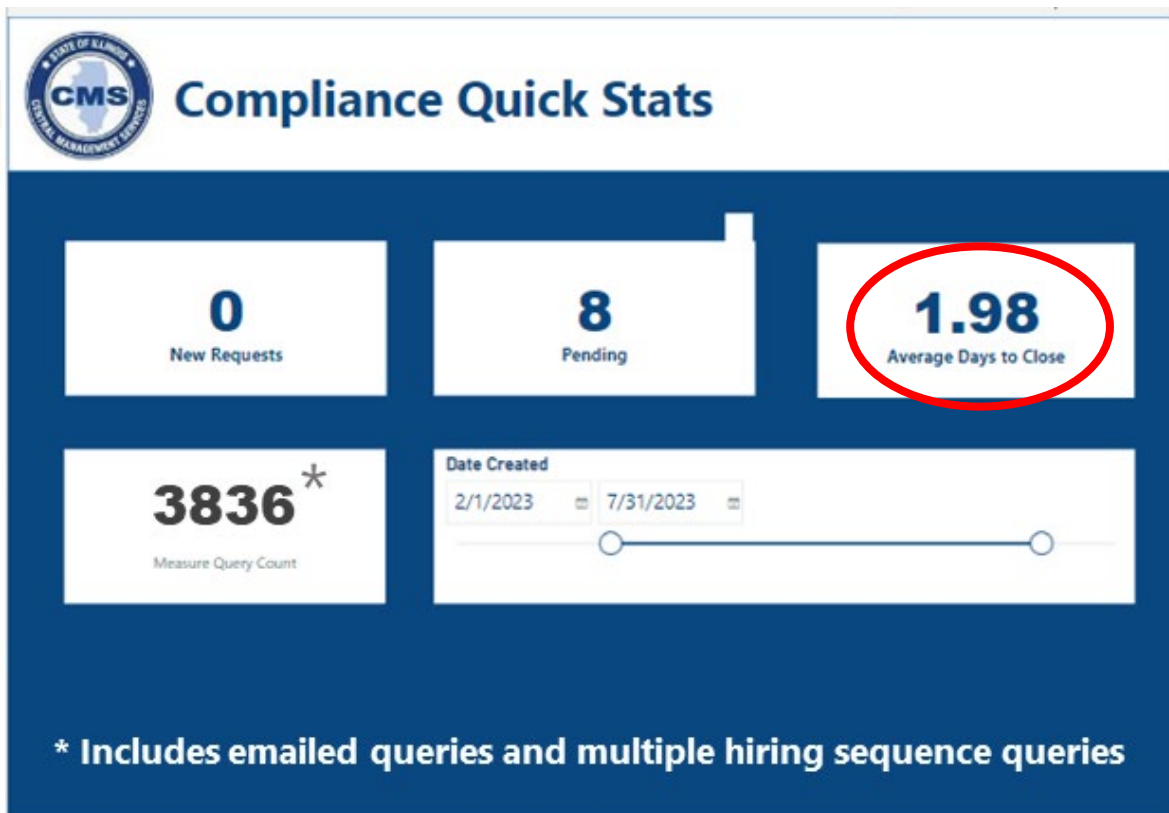 STATE OF ILLINOIS
CMS
CENTRAL MANAGEMENT SERVICES
Compliance Quick Stats
0
New Requests
8
Pending
1.98
Average Days to Close
3836*
Measure Query Count
Date Created
2/1/2023 7/31/2023
* Includes emailed queries and multiple hiring sequence queries